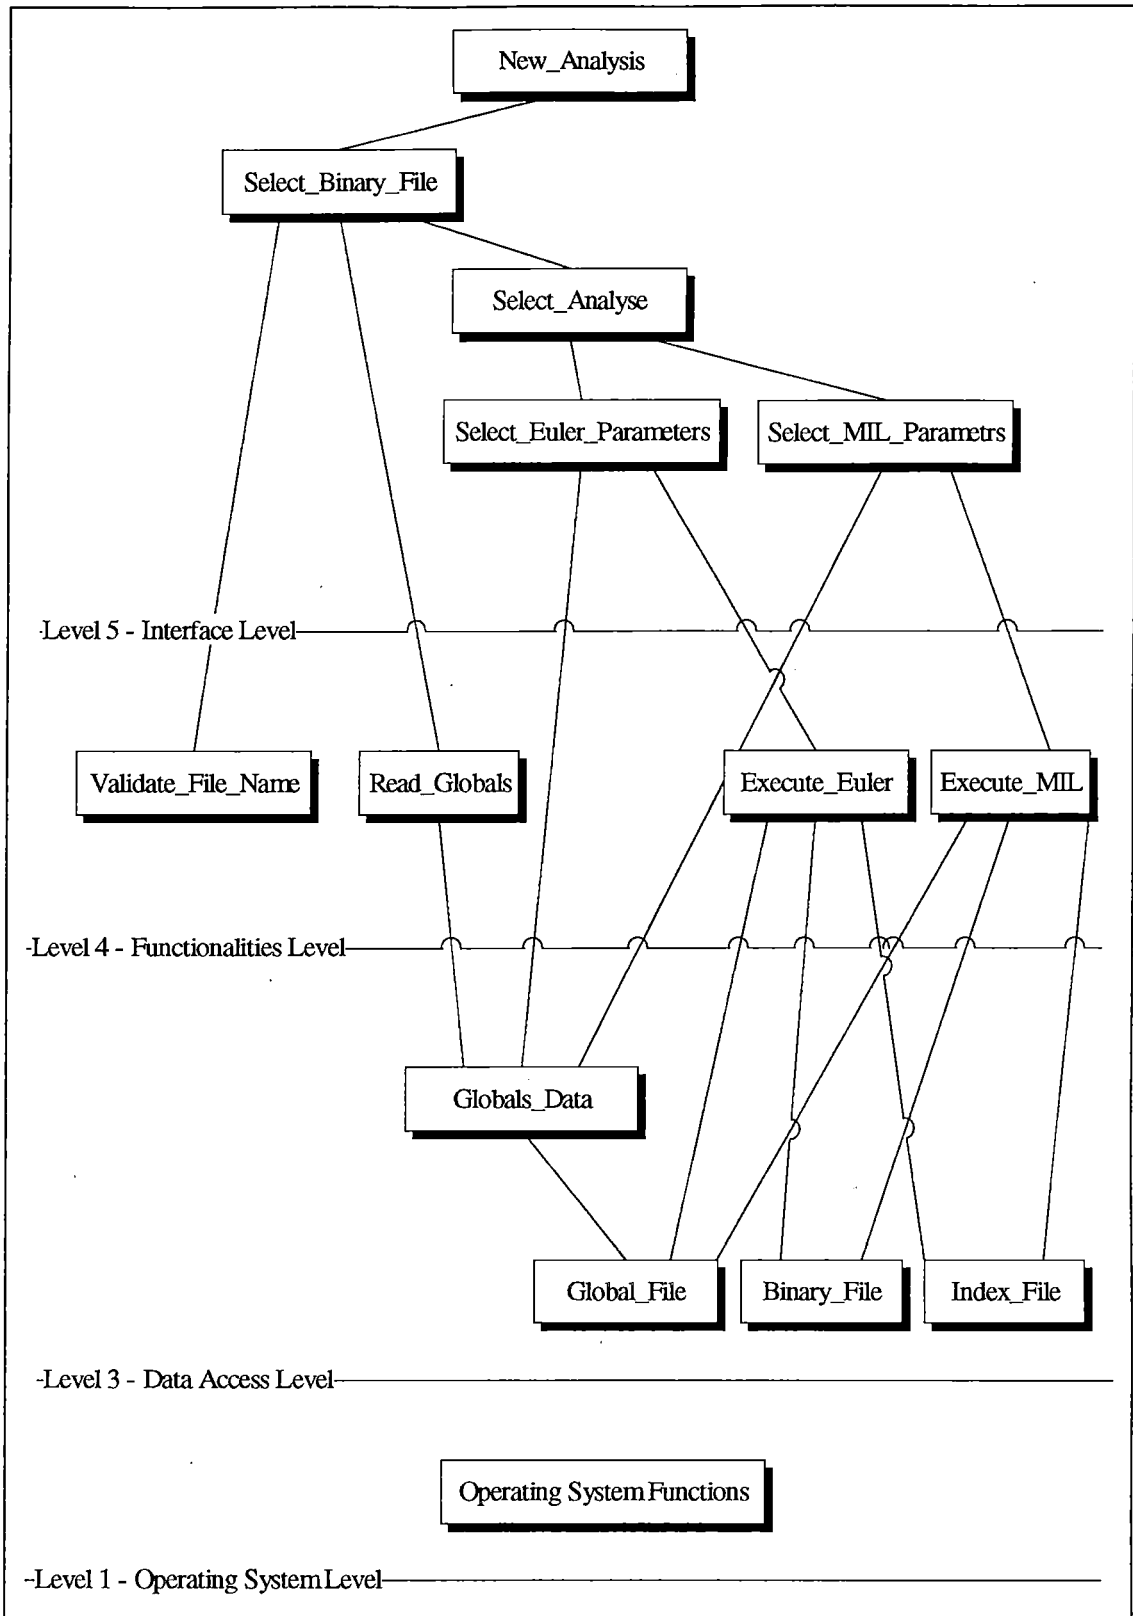 New_Analysis
Select_Binary_File
Select_Analyse
Select_Euler_Parameters
Select_MIL_Parametrs
-Level 5 - Interface Level
Validate_File_Name
Read_Globals
Execute_Euler
Execute_MIL
-Level 4 - Functionalities Level
Globals_Data
Global_File
Binary_File
Index_File
-Level 3 - Data Access Level
Operating System Functions
-Level 1 - Operating System Level